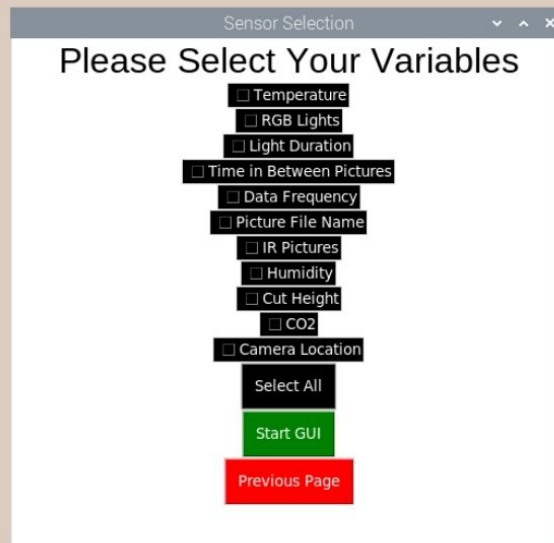 Sensor Selection
Please Select Your Variables
Temperature
RGB Lights
Light Duration
Time in Between Pictures
Data Frequency
Picture File Name
IR Pictures
Humidity
Cut Height
CO2
Camera Location
Select All
Start GUI
Previous Page